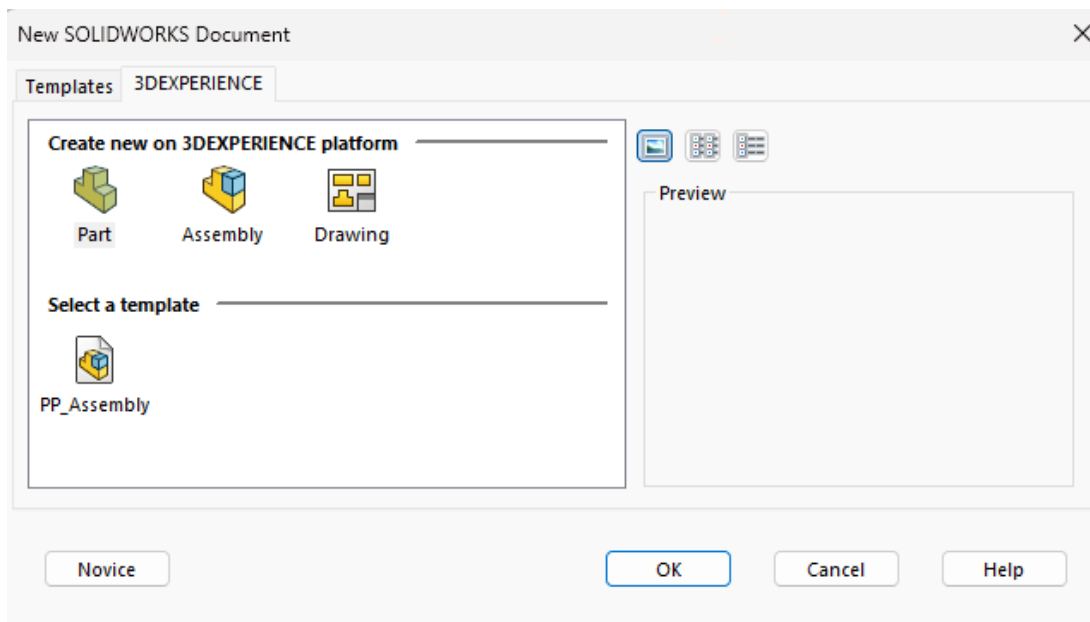 New SOLIDWORKS Document
Templates 3DEXPERIENCE
Create new on 3DEXPERIENCE platform
Part Assembly Drawing
Preview
Select a template
PP_Assembly
Novice OK Cancel Help